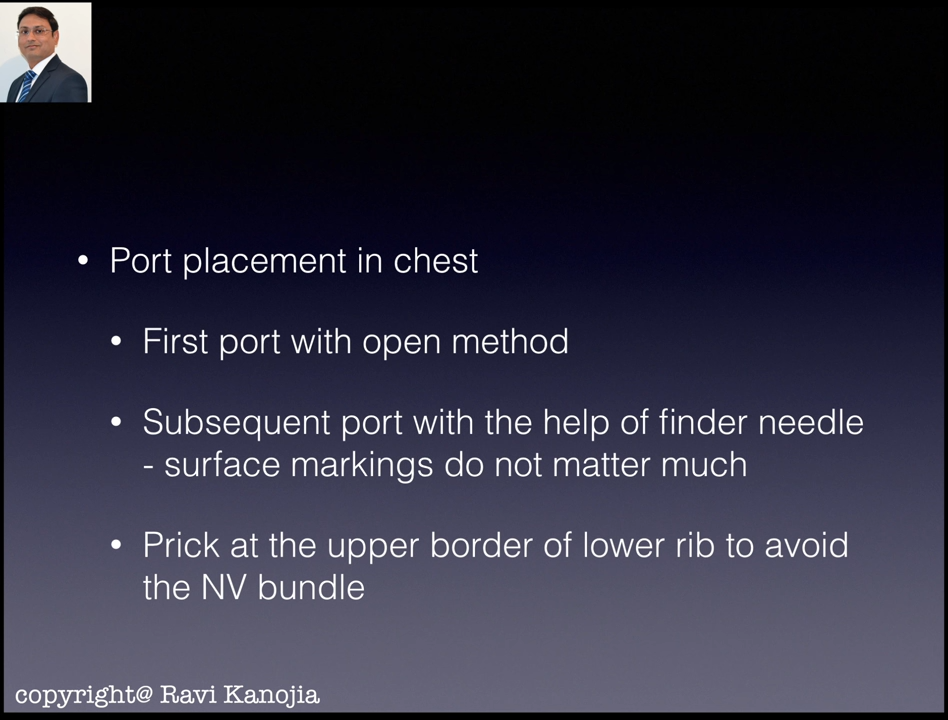 • Port placement in chest
• First port with open method
• Subsequent port with the help of finder needle
- surface markings do not matter much
• Prick at the upper border of lower rib to avoid
the NV bundle
copyright@ Ravi Kanojia